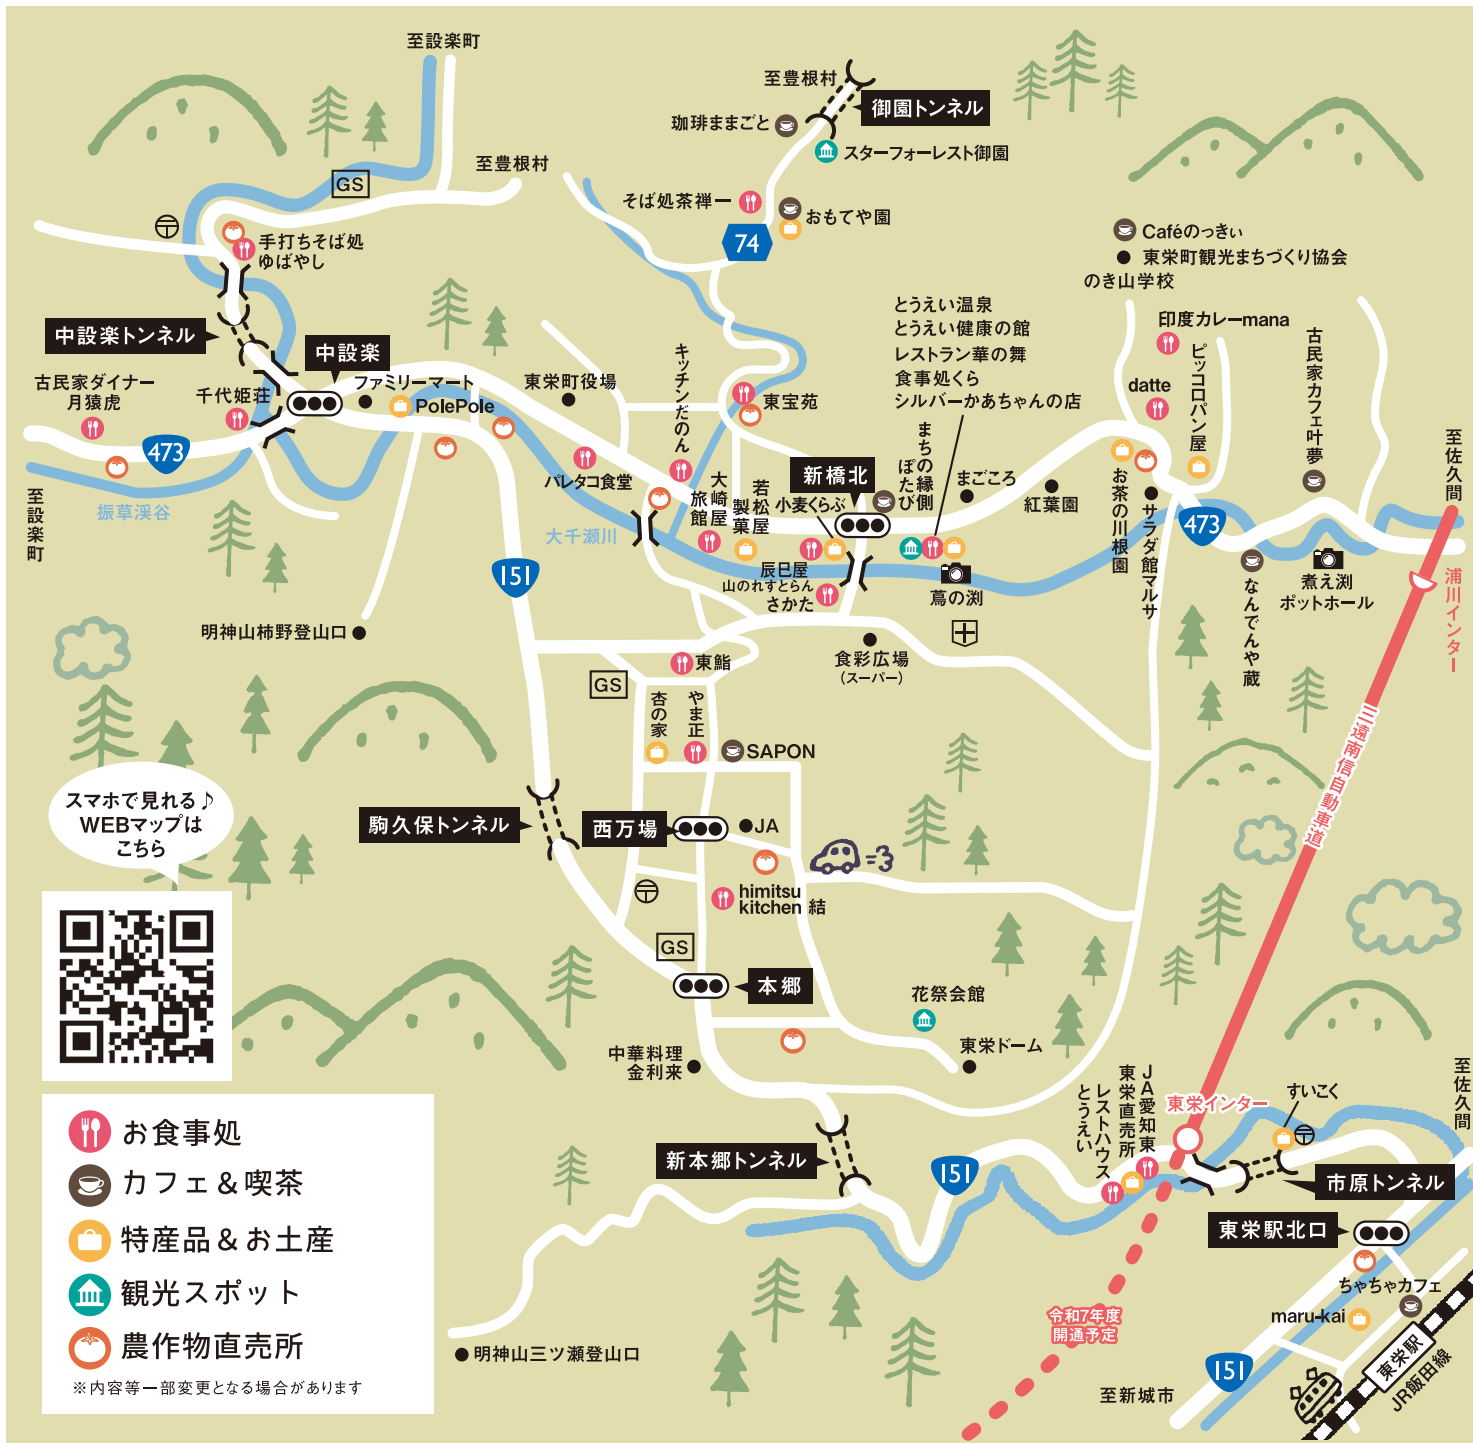 至設楽町
至豊根村
御園トンネル
珈琲ままごと
スターフォーレスト御園
至豊根村
GS
そば処茶禅一
おもてや園
74
手打ちそば処
ゆばやし
Caféのっきぃ
東栄町観光まちづくり協会
のき山学校
とうえい温泉
とうえい健康の館
レストラン華の舞
食事処くら
シルバーかあちゃんの店
印度カレーmana
中設楽トンネル
中設楽
古民家ダイナー
月猿虎
千代姫荘
ファミリーマート
PolePole
東栄町役場
キッチンだのん
東宝苑
datte
ピッコロパン屋
古民家カフェ叶夢
至佐久間
473
至設楽町
振草渓谷
パレタコ食堂
大崎屋
旅館
若松屋
製菓
新橋北
小麦くらぶ
まちの縁側
ぽたび
まごころ
紅葉園
お茶の川根園
サラダ館マルサ
473
大千瀬川
辰巳屋
山のれすとらん
さかた
蔦の渕
なんでんや蔵
煮え渕
ポットホール
浦川インター
151
明神山柿野登山口
食彩広場
(スーパー)
東鮨
GS
杏の家
やま正
SAPON
三遠南信自動車道
スマホで見れる♪
WEBマップは
こちら
駒久保トンネル
西万場
JA
himitsu
kitchen 結
GS
本郷
花祭会館
東栄ドーム
中華料理
金利来
JA愛知東
東栄直売所
レストハウス
とうえい
東栄インター
すいこく
至佐久間
お食事処
カフェ&喫茶
特産品&お土産
観光スポット
農作物直売所
※内容等一部変更となる場合があります
新本郷トンネル
151
市原トンネル
東栄駅北口
ちゃちゃカフェ
maru-kai
令和7年度
開通予定
明神山三ツ瀬登山口
至新城市
151
東栄駅
JR飯田線